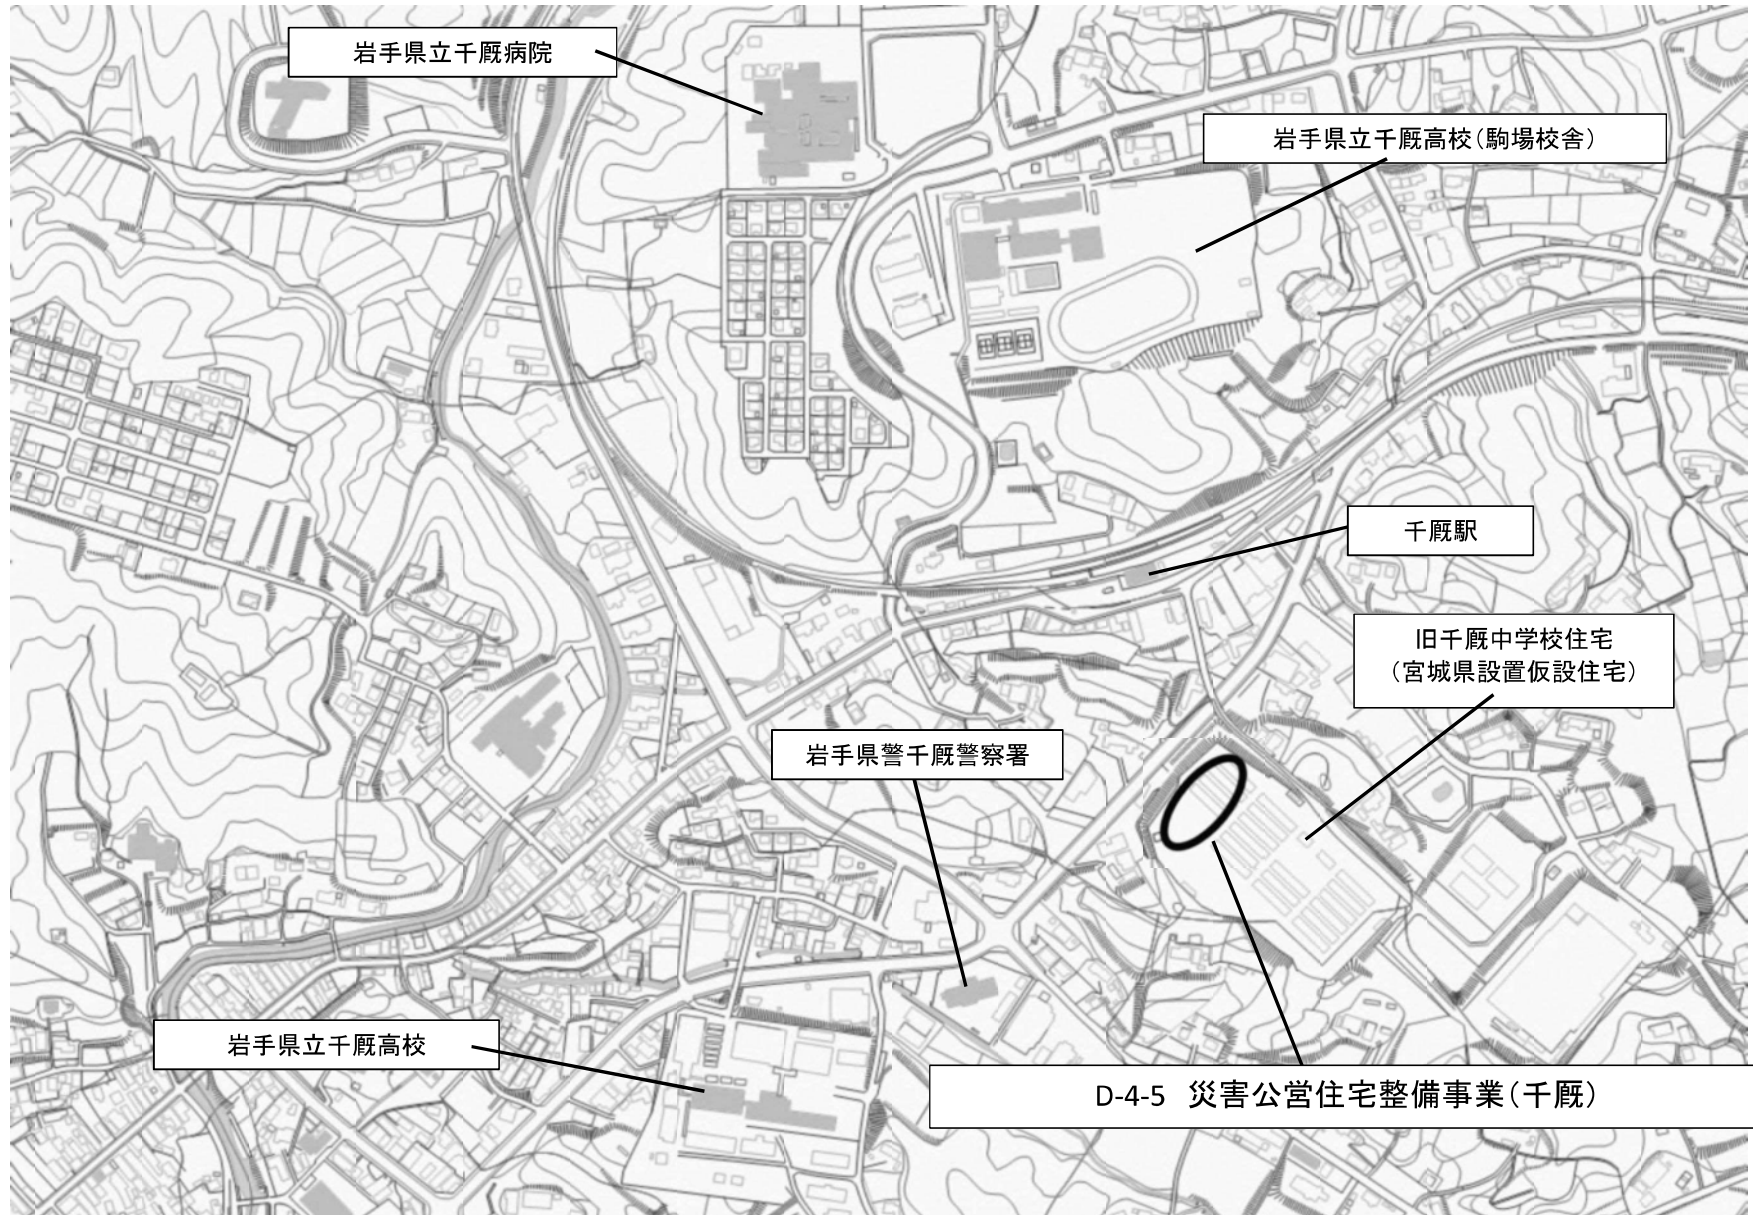 岩手県立千厩病院
岩手県立千厩高校（駒場校舎）
千厩駅
旧千厩中学校住宅
（宮城県設置仮設住宅）
岩手県警千厩警察署
岩手県立千厩高校
D-4-5　災害公営住宅整備事業（千厩）